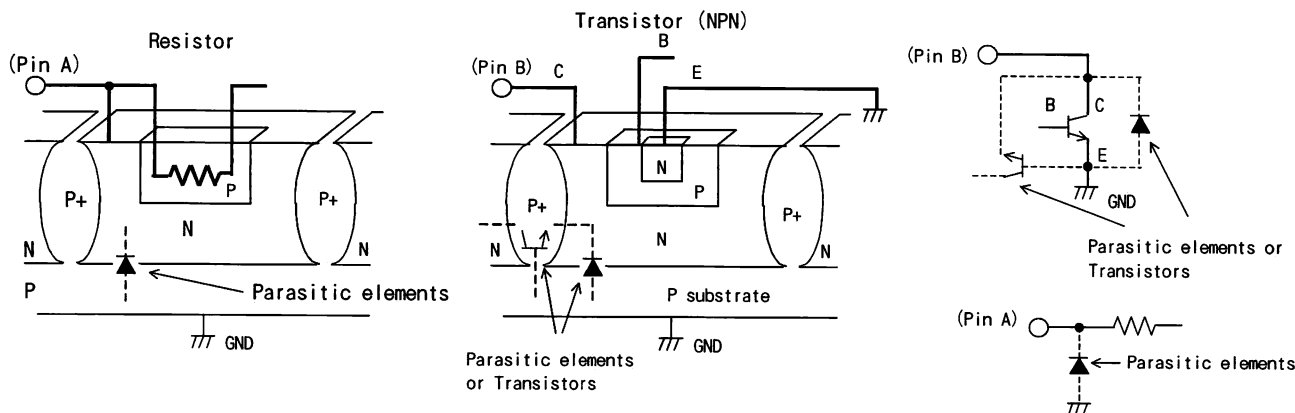 Resistor
(Pin A)
P+
P
N
P+
N
N
P
Parasitic elements
GND
Transistor (NPN)
B
(Pin B)
C
E
N
P
P+
P+
N
N
N
P substrate
GND
Parasitic elements
or Transistors
(Pin B)
B
C
E
GND
Parasitic elements or
Transistors
(Pin A)
Parasitic elements